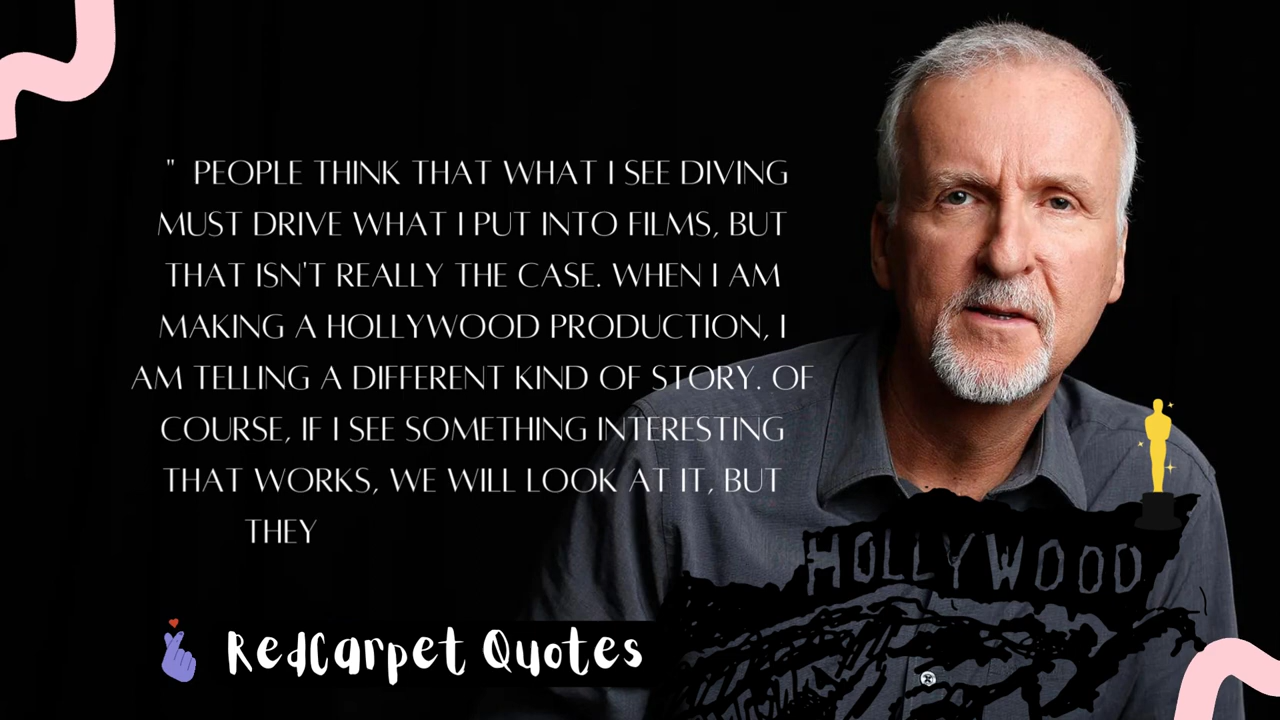 " PEOPLE THINK THAT WHAT I SEE DIVING
MUST DRIVE WHAT I PUT INTO FILMS, BUT
THAT ISN'T REALLY THE CASE. WHEN I AM
MAKING A HOLLYWOOD PRODUCTION, I
AM TELLING A DIFFERENT KIND OF STORY. OF
COURSE, IF I SEE SOMETHING INTERESTING
THAT WORKS, WE WILL LOOK AT IT, BUT
THEY
HOLLYWOOD
RedCarpet Quotes